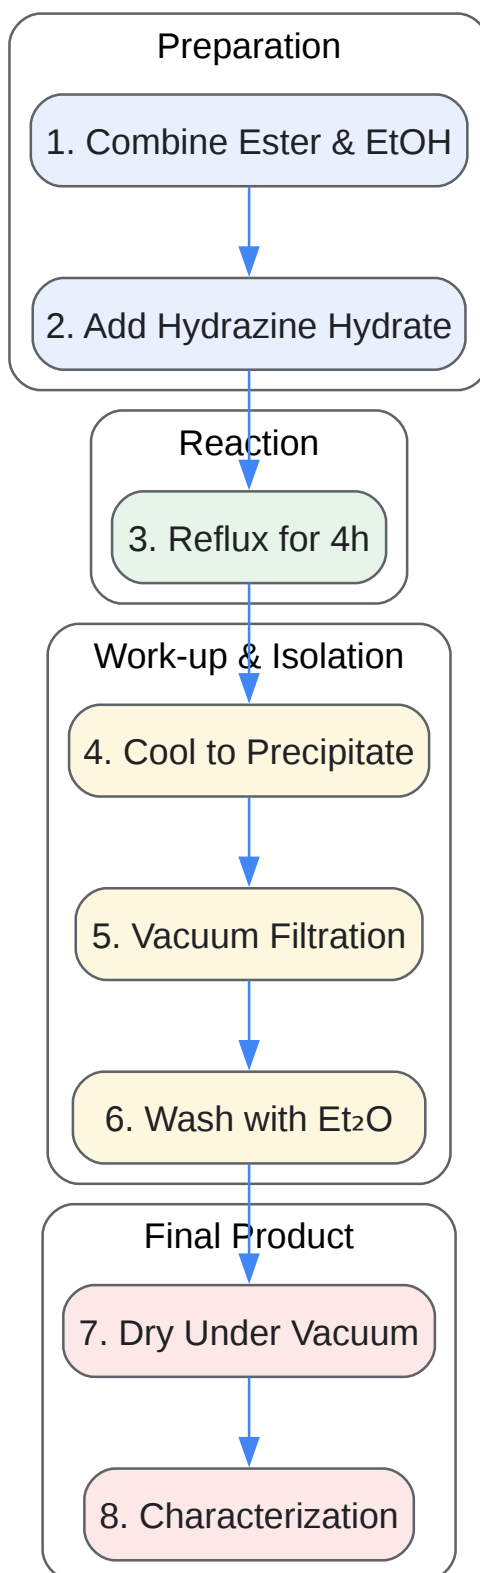 Preparation
1. Combine Ester & EtOH
2. Add Hydrazine Hydrate
Reaction
3. Reflux for 4h
Work-up & Isolation
4. Cool to Precipitate
5. Vacuum Filtration
6. Wash with Et₂O
Final Product
7. Dry Under Vacuum
8. Characterization